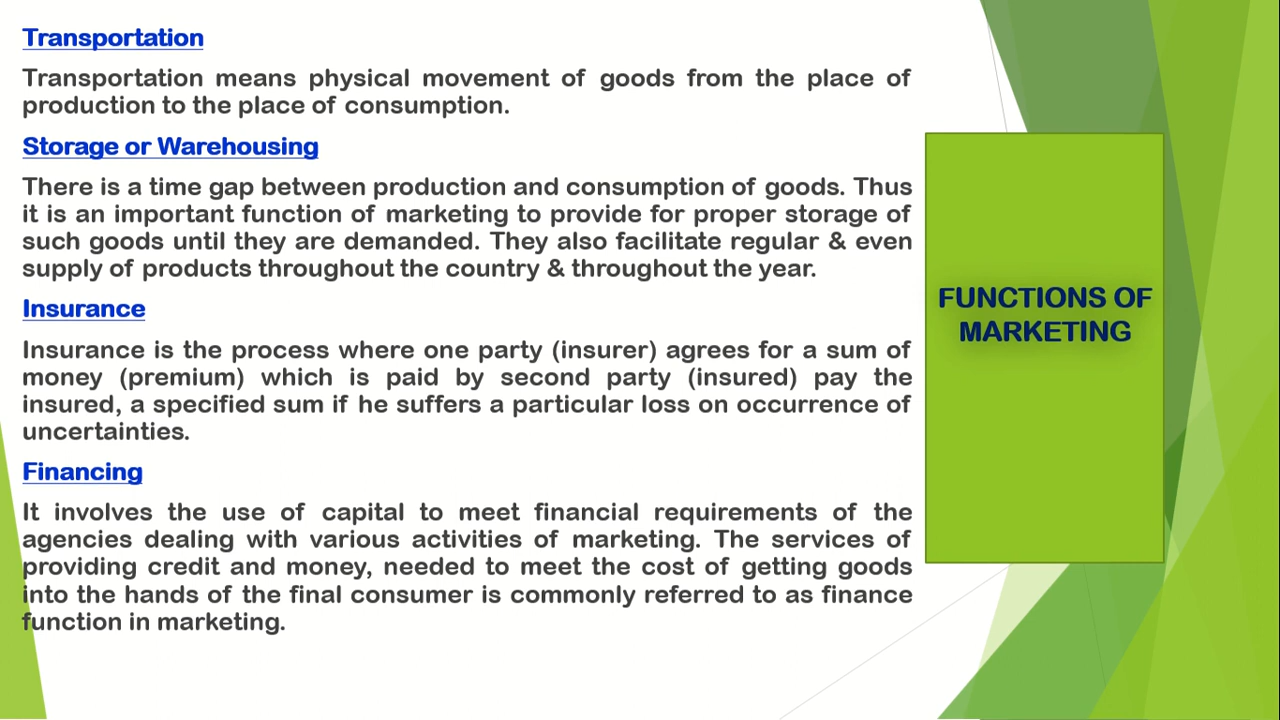 Transportation
Transportation means physical movement of goods from the place of
production to the place of consumption.
Storage or Warehousing
There is a time gap between production and consumption of goods. Thus
it is an important function of marketing to provide for proper storage of
such goods until they are demanded. They also facilitate regular & even
supply of products throughout the country & throughout the year.
Insurance
Insurance is the process where one party (insurer) agrees for a sum of
money (premium) which is paid by second party (insured) pay the
insured, a specified sum if he suffers a particular loss on occurrence of
uncertainties.
Financing
It involves the use of capital to meet financial requirements of the
agencies dealing with various activities of marketing. The services of
providing credit and money, needed to meet the cost of getting goods
into the hands of the final consumer is commonly referred to as finance
function in marketing.
FUNCTIONS OF
MARKETING